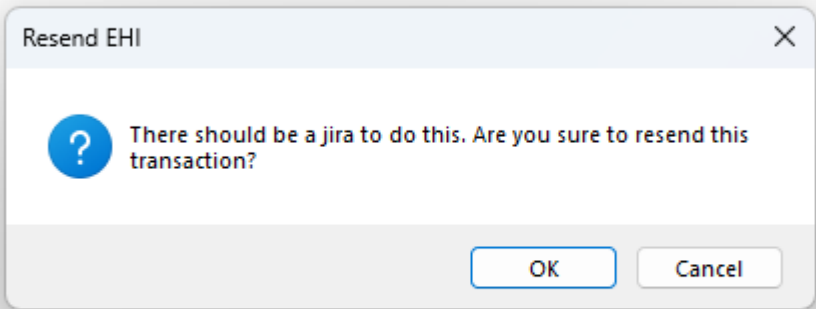 Resend EHI
There should be a jira to do this. Are you sure to resend this
transaction?
OK
Cancel